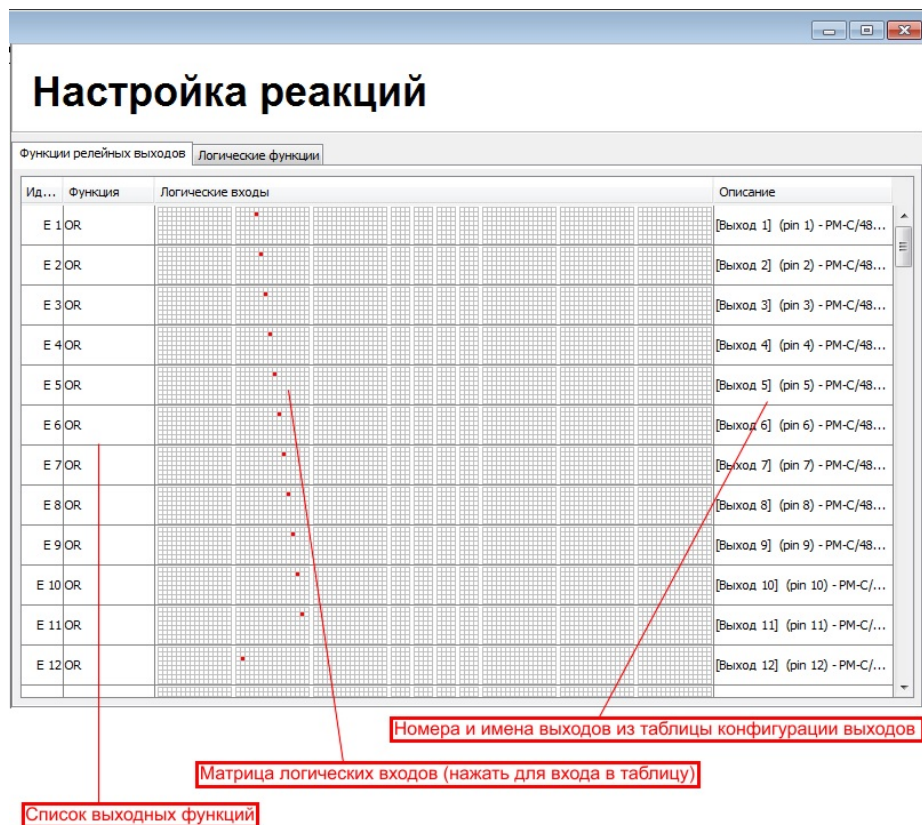 Настройка реакций
Функции релейных выходов Логические функции
Ид... Функция Логические входы Описание
E 1 OR [Выход 1] (pin 1) - PM-C/48...
E 2 OR [Выход 2] (pin 2) - PM-C/48...
E 3 OR [Выход 3] (pin 3) - PM-C/48...
E 4 OR [Выход 4] (pin 4) - PM-C/48...
E 5 OR [Выход 5] (pin 5) - PM-C/48...
E 6 OR [Выход 6] (pin 6) - PM-C/48...
E 7 OR [Выход 7] (pin 7) - PM-C/48...
E 8 OR [Выход 8] (pin 8) - PM-C/48...
E 9 OR [Выход 9] (pin 9) - PM-C/48...
E 10 OR [Выход 10] (pin 10) - PM-C/...
E 11 OR [Выход 11] (pin 11) - PM-C/...
E 12 OR [Выход 12] (pin 12) - PM-C/...
Номера и имена выходов из таблицы конфигурации выходов
Матрица логических входов (нажать для входа в таблицу)
Список выходных функций